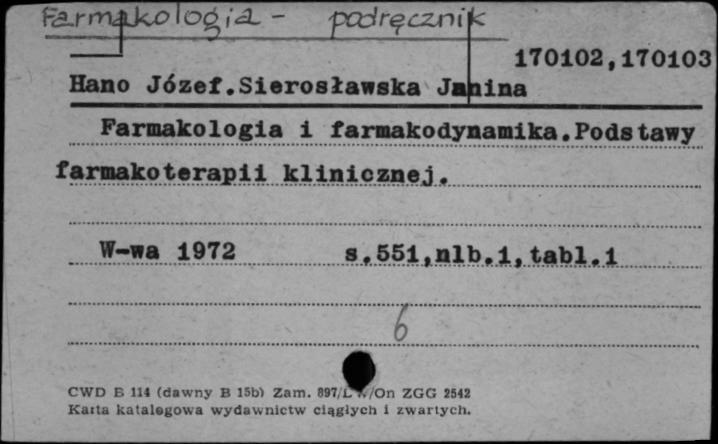 Farmakologia - podręcznik
170102,170103
Hano Józef.Sierosławska Janina
Farmakologia i farmakodynamika.Podstawy
farmakoterapii klinicznej.
W-wa 1972 s.551,nlb.1,tabl.1
6
CWD B 114 (dawny B 15b) Zam. 897/L W/On ZGG 2542
Karta katalogowa wydawnictw ciągłych i zwartych.